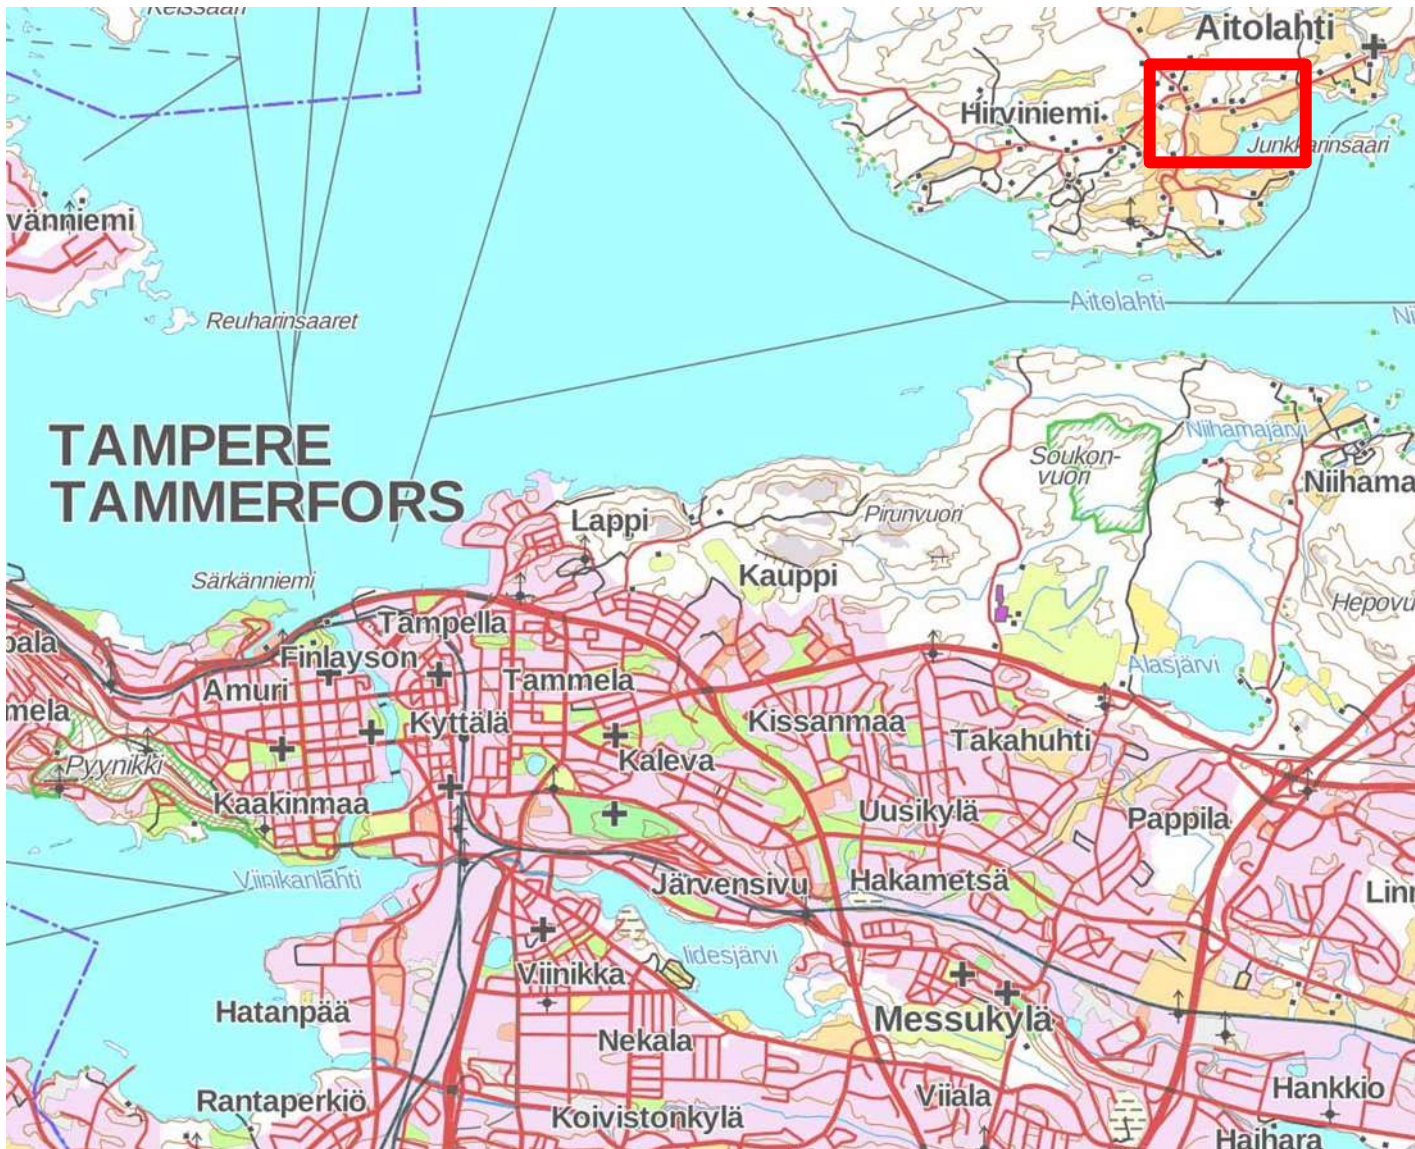 Reissaari
Aitolahti
Hirviniemi
Junkkarinsaari
vänniemi
Aitolahti
Reuharinsaaret
Ni
TAMPERE
TAMMERFORS
Niihamajärvi
Soukon-
vuori
Niihama
Lappi
Pirunvuori
Särkänniemi
Kauppi
Hepovu
Tampella
pala
Finlayson
Alasjärvi
Amuri
Tammela
mela
Kyttälä
Kissanmaa
Takahuhti
Pyynikki
Kaleva
Kaakinmaa
Uusikylä
Pappila
Viinikanlahti
Järvensivu
Hakametsä
Linn
Iidesjärvi
Viinikka
Hatanpää
Messukylä
Nekala
Rantaperkiö
Viiala
Hankkio
Koivistonkylä
Haihara